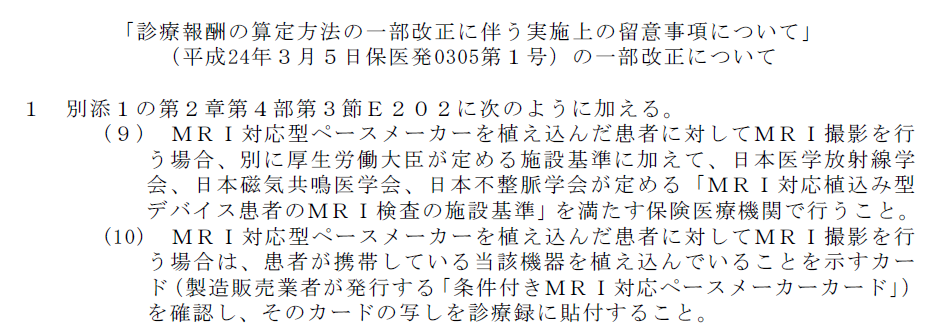 「診療報酬の算定方法の一部改正に伴う実施上の留意事項について」
（平成24年３月５日保医発0305第１号）の一部改正について
１　別添１の第２章第４部第３節Ｅ２０２に次のように加える。
（９）　ＭＲＩ対応型ペースメーカーを植え込んだ患者に対してＭＲＩ撮影を行
う場合、別に厚生労働大臣が定める施設基準に加えて、日本医学放射線学
会、日本磁気共鳴医学会、日本不整脈学会が定める「ＭＲＩ対応植込み型
デバイス患者のＭＲＩ検査の施設基準」を満たす保険医療機関で行うこと。
（10）　ＭＲＩ対応型ペースメーカーを植え込んだ患者に対してＭＲＩ撮影を行
う場合は、患者が携帯している当該機器を植え込んでいることを示すカー
ド（製造販売業者が発行する「条件付きＭＲＩ対応ペースメーカーカード」）
を確認し、そのカードの写しを診療録に貼付すること。